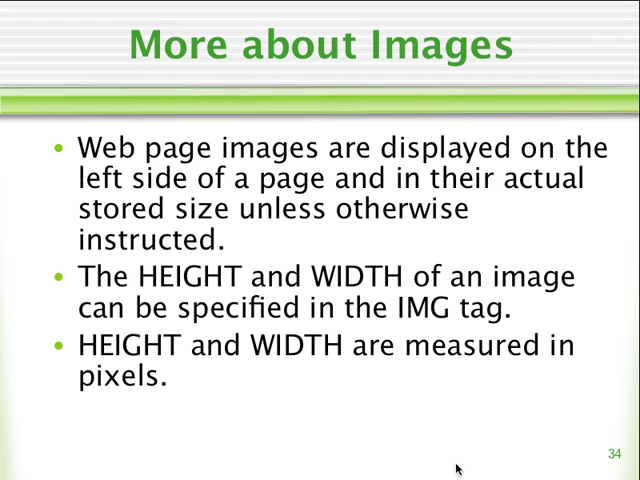 More about Images
• Web page images are displayed on the
left side of a page and in their actual
stored size unless otherwise
instructed.
• The HEIGHT and WIDTH of an image
can be specified in the IMG tag.
• HEIGHT and WIDTH are measured in
pixels.
34